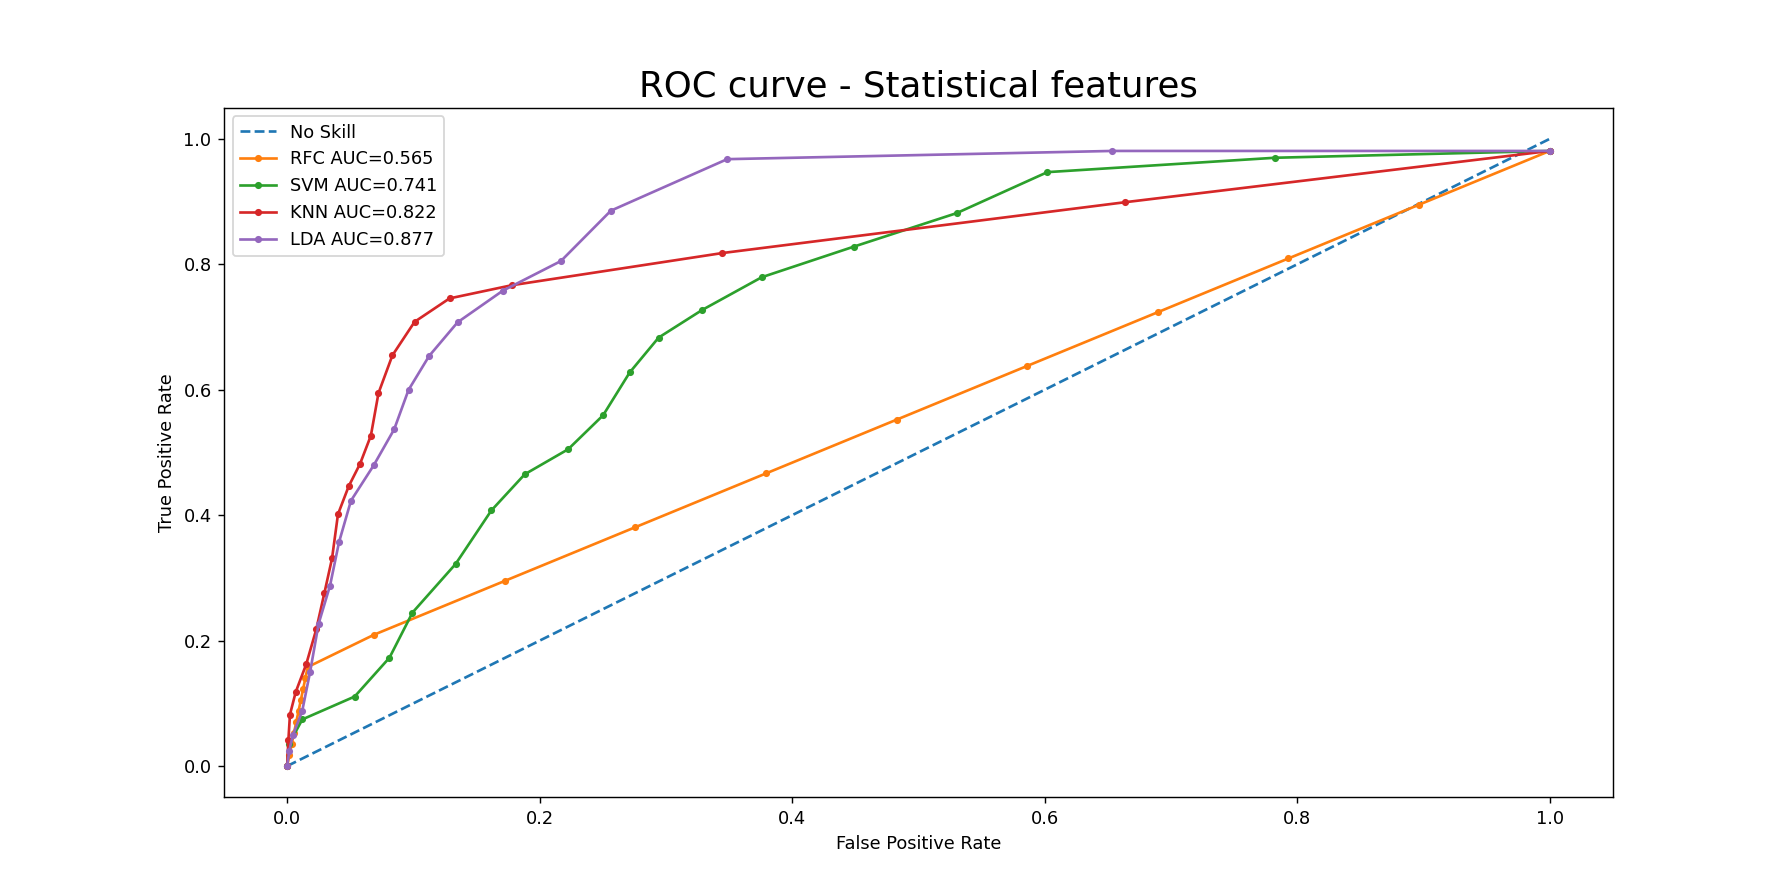 ROC curve - Statistical features
No Skill
RFC AUC=0.565
SVM AUC=0.741
KNN AUC=0.822
LDA AUC=0.877
True Positive Rate
1.0
0.8
0.6
0.4
0.2
0.0
0.0 0.2 0.4 0.6 0.8 1.0
False Positive Rate